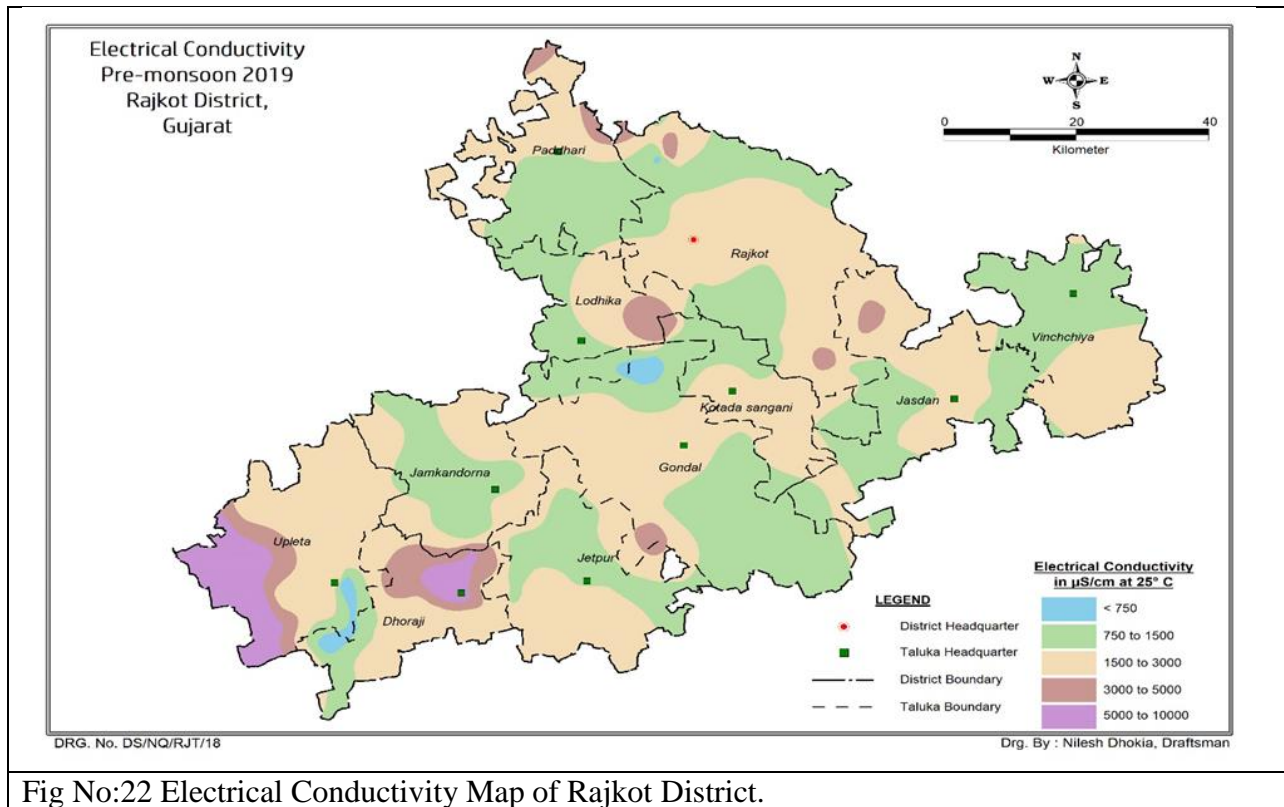 Electrical Conductivity
Pre-monsoon 2019
Rajkot District,
Gujarat
N
W E
S
0 20 40
Kilometer
Paddhari
Rajkot
Lodhika
Vinchchiya
Kotada sangani
Jasdan
Gondal
Jamkandorna
Upleta
Jetpur
Dhoraji
LEGEND
District Headquarter
Taluka Headquarter
District Boundary
Taluka Boundary
Electrical Conductivity
in µS/cm at 25° C
< 750
750 to 1500
1500 to 3000
3000 to 5000
5000 to 10000
DRG. No. DS/NQ/RJT/18
Drg. By : Nilesh Dhokia, Draftsman
Fig No:22 Electrical Conductivity Map of Rajkot District.